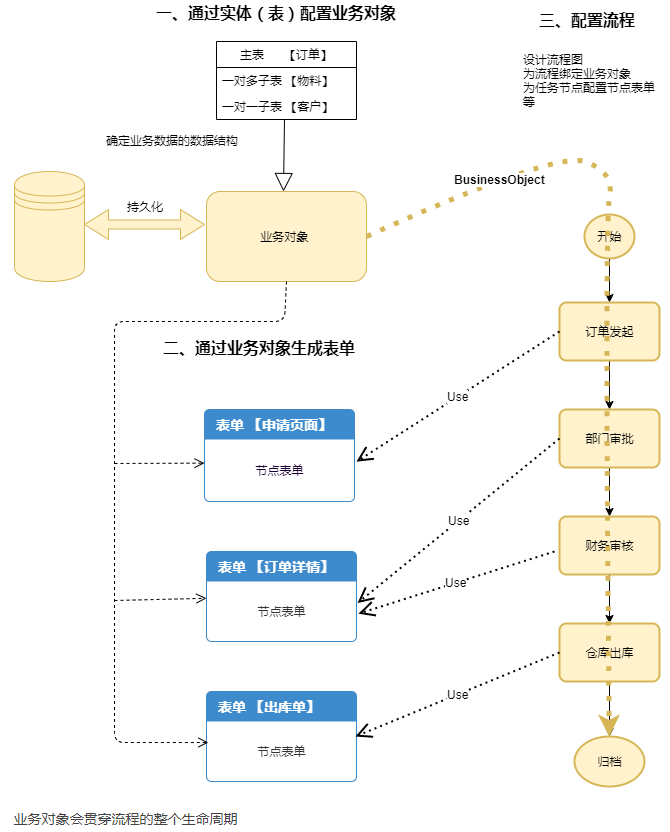 一、通过实体（表）配置业务对象
三、配置流程
主表 【订单】
一对多子表【物料】
一对一子表【客户】
设计流程图
为流程绑定业务对象
为任务节点配置节点表单
等
确定业务数据的数据结构
BusinessObject
持久化
业务对象
开始
二、通过业务对象生成表单
订单发起
Use
表单 【申请页面】
节点表单
部门审批
Use
财务审核
表单 【订单详情】
Use
节点表单
仓库出库
Use
表单 【出库单】
节点表单
归档
业务对象会贯穿流程的整个生命周期